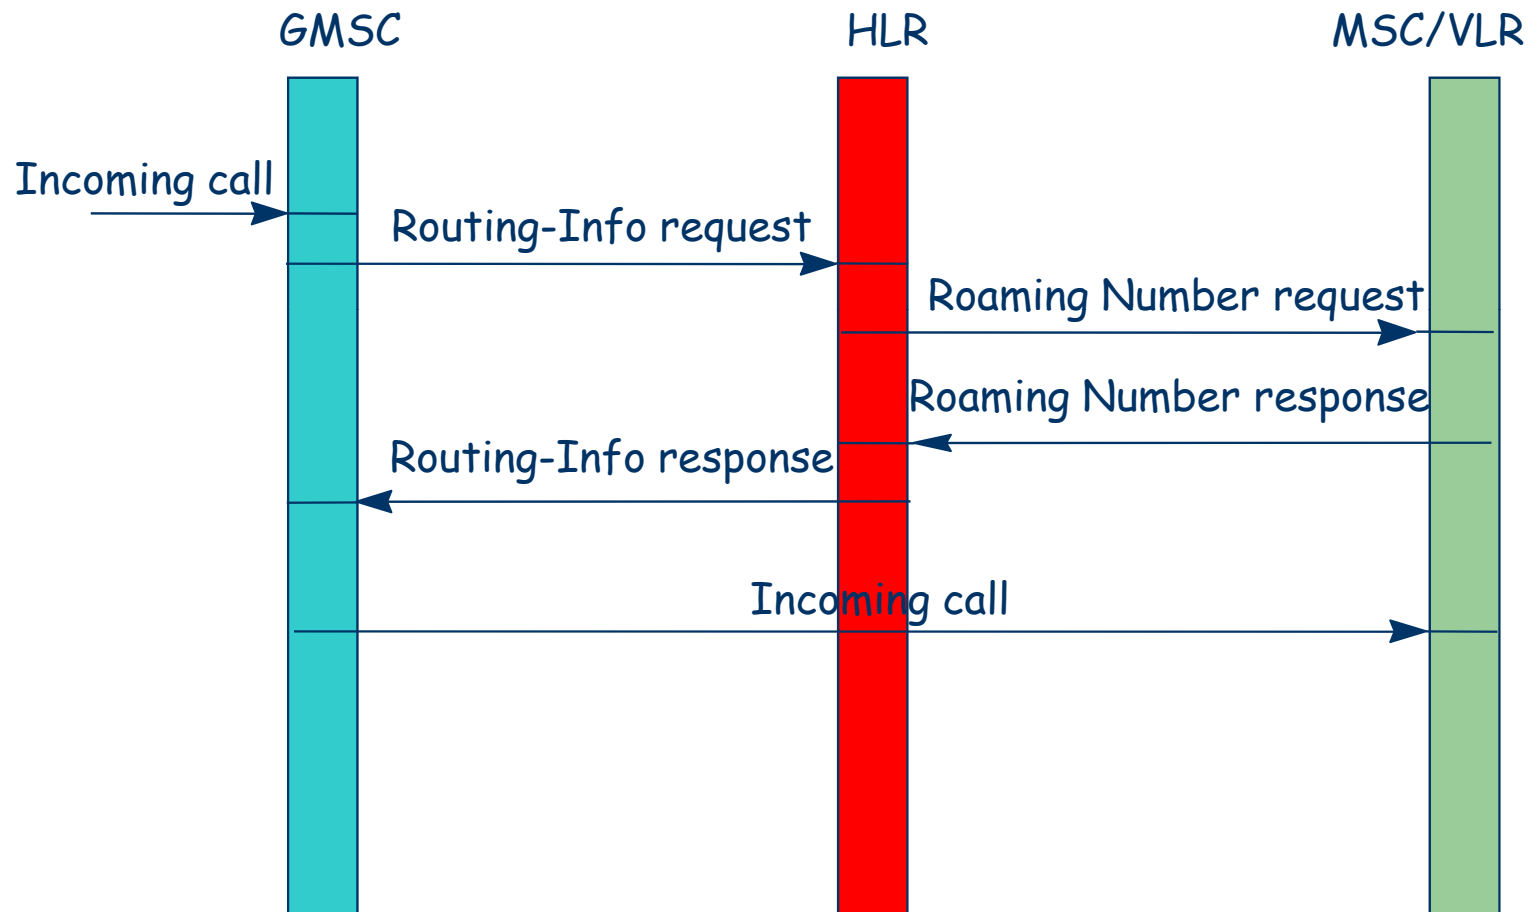 GMSC
HLR
MSC/VLR
Incoming call
Routing-Info request
Roaming Number request
Roaming Number response
Routing-Info response
Incoming call